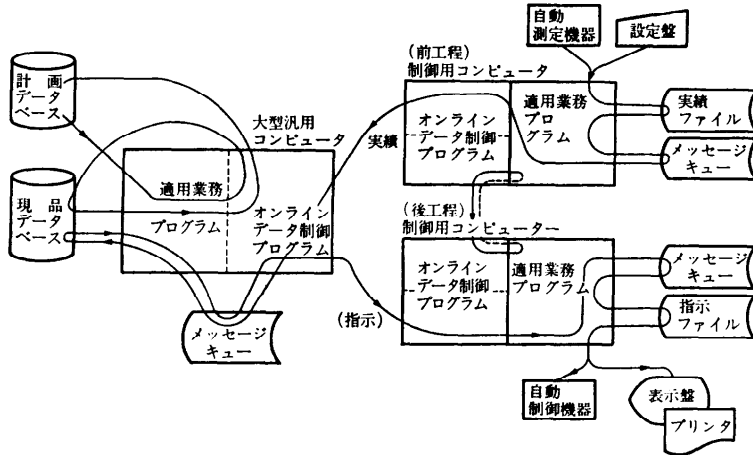 自動
測定機器
設定盤
(前工程)
制御用コンピュータ
計画
データ
ベース
大型汎用
コンピュータ
実績
オンライン
データ制御
プログラム
適用業務
プロ
グラム
実績
ファイル
メッセージ
キュー
現品
データ
ベース
適用業務
プログラム
オンライン
データ制御
プログラム
(後工程)
制御用コンピューター
オンライン
データ制御
プログラム
適用業務
プログラム
メッセージ
キュー
指示
ファイル
メッセージ
キュー
(指示)
自動
制御機器
表示盤
プリンタ